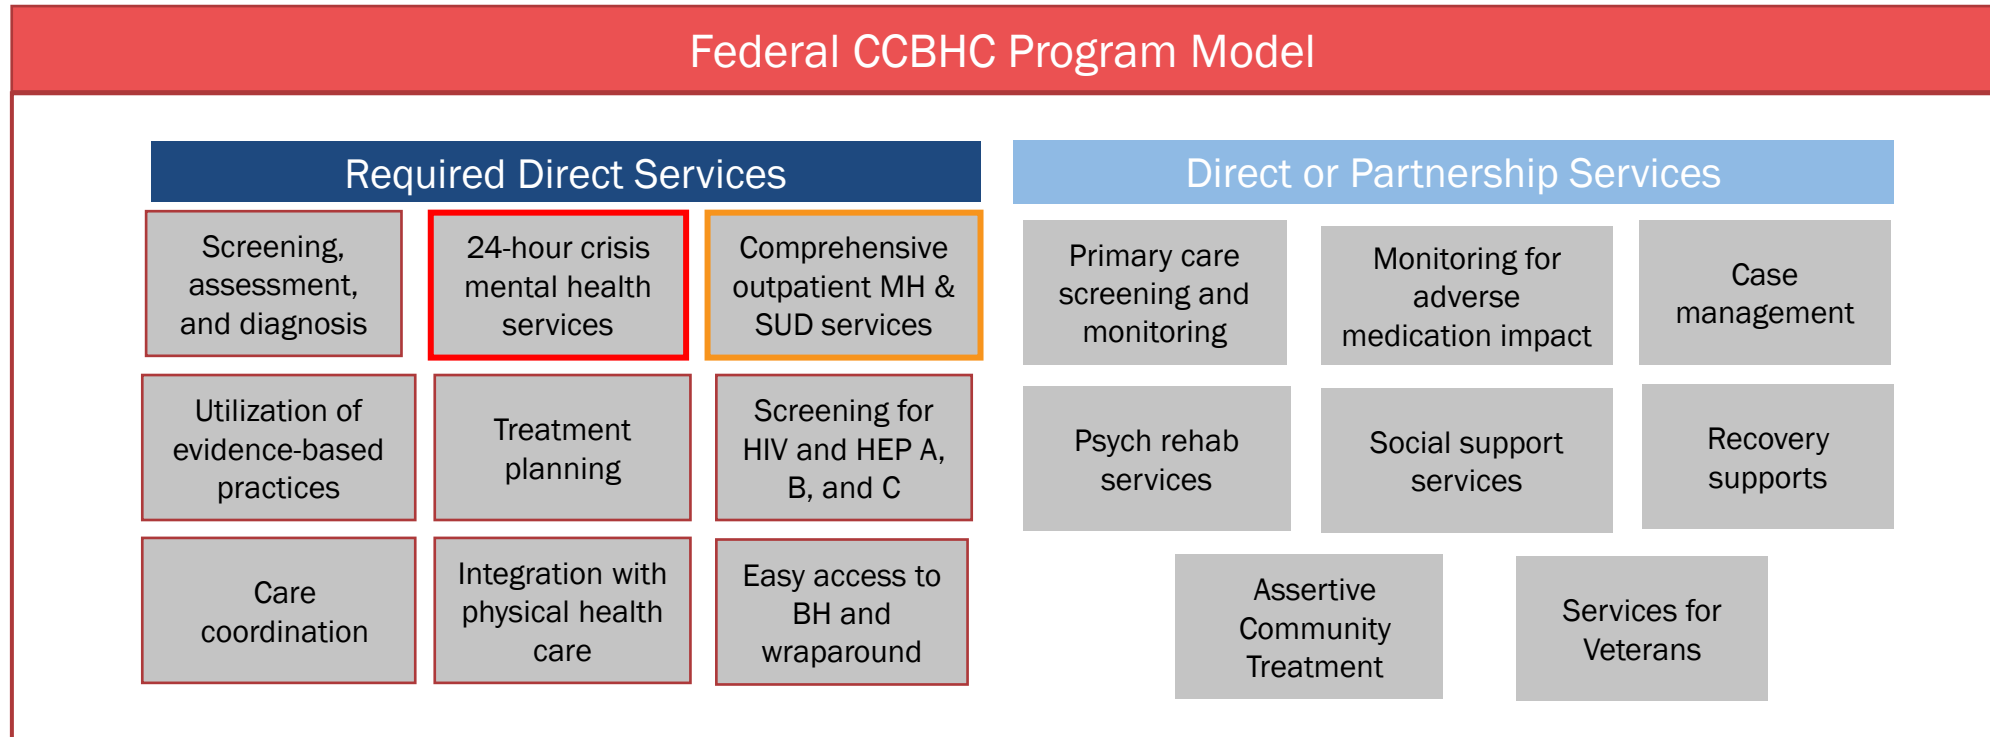 Federal CCBHC Program Model
Required Direct Services
Screening,
assessment,
and diagnosis
24-hour crisis
mental health
services
Comprehensive
outpatient MH &
SUD services
Utilization of
evidence-based
practices
Treatment
planning
Screening for
HIV and HEP A,
B, and C
Care
coordination
Integration with
physical health
care
Easy access to
BH and
wraparound
Direct or Partnership Services
Primary care
screening and
monitoring
Monitoring for
adverse
medication impact
Case
management
Psych rehab
services
Social support
services
Recovery
supports
Assertive
Community
Treatment
Services for
Veterans